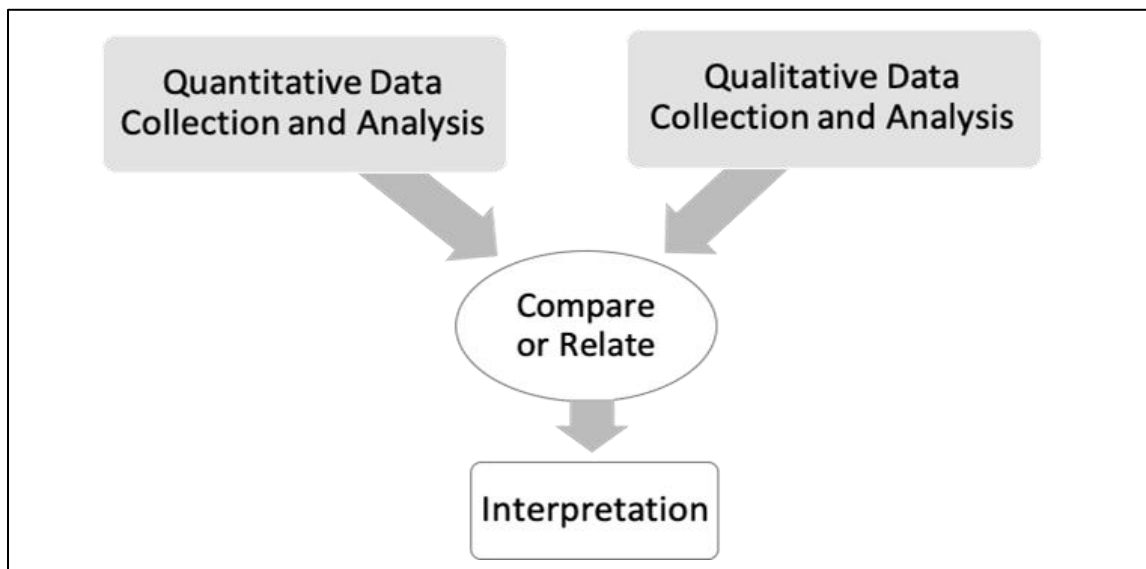 Quantitative Data
Collection and Analysis
Qualitative Data
Collection and Analysis
Compare
or Relate
Interpretation